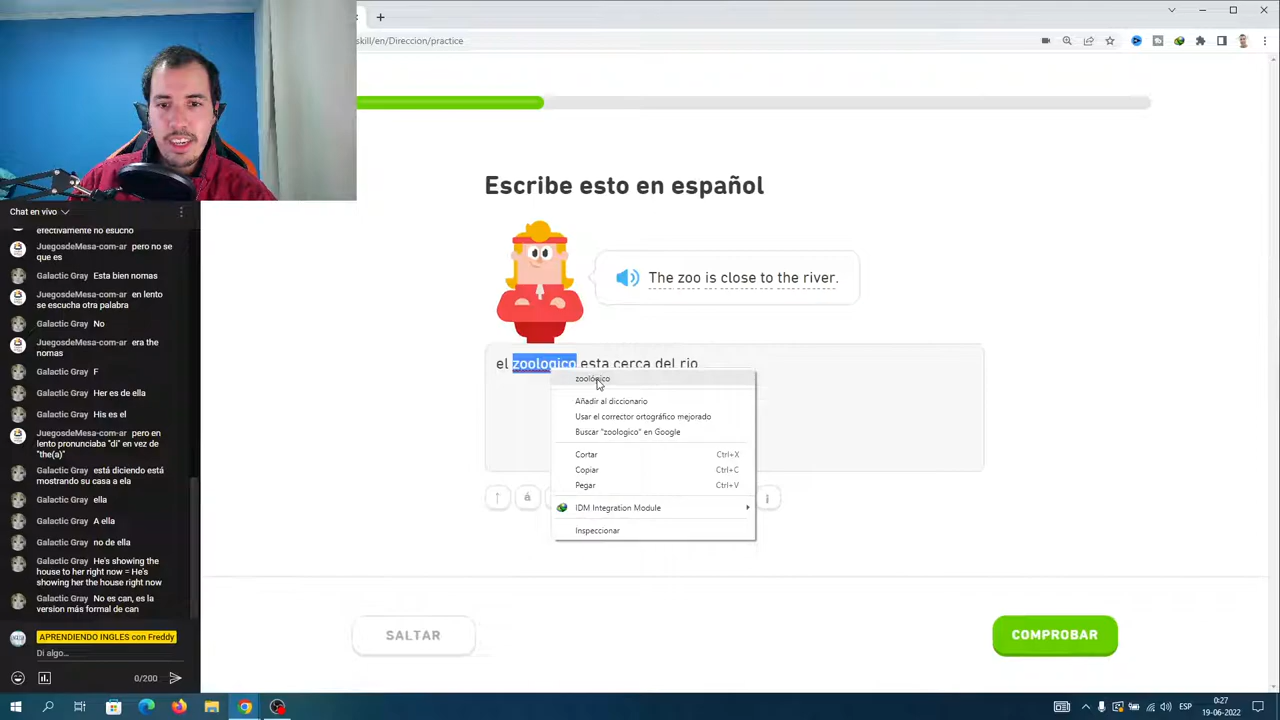 skill/en/Direccion/practice
Escribe esto en español
The zoo is close to the river.
el zoologico esta cerca del rio
zoológico
Añadir al diccionario
Usar el corrector ortográfico mejorado
Buscar "zoologico" en Google
Cortar Ctrl+X
Copiar Ctrl+C
Pegar Ctrl+V
IDM Integration Module
Inspeccionar
á
SALTAR
COMPROBAR
Chat en vivo
efectivamente no esucho
JuegosdeMesa-com-ar pero no se
que es
Galactic Gray Esta bien nomas
JuegosdeMesa-com-ar en lento
se escucha otra palabra
Galactic Gray No
JuegosdeMesa-com-ar era the
nomas
Galactic Gray F
Galactic Gray Her es de ella
Galactic Gray His es el
JuegosdeMesa-com-ar pero en
lento pronunciaba "di" en vez de
"the(a)"
Galactic Gray está diciendo está
mostrando su casa a ela
Galactic Gray ella
Galactic Gray A ella
Galactic Gray no de ella
Galactic Gray He's showing the
house to her right now = He's
showing her the house right now
Galactic Gray No es can, es la
version más formal de can
APRENDIENDO INGLES con Freddy
Di algo...
0/200
ESP
0:27
19-06-2022